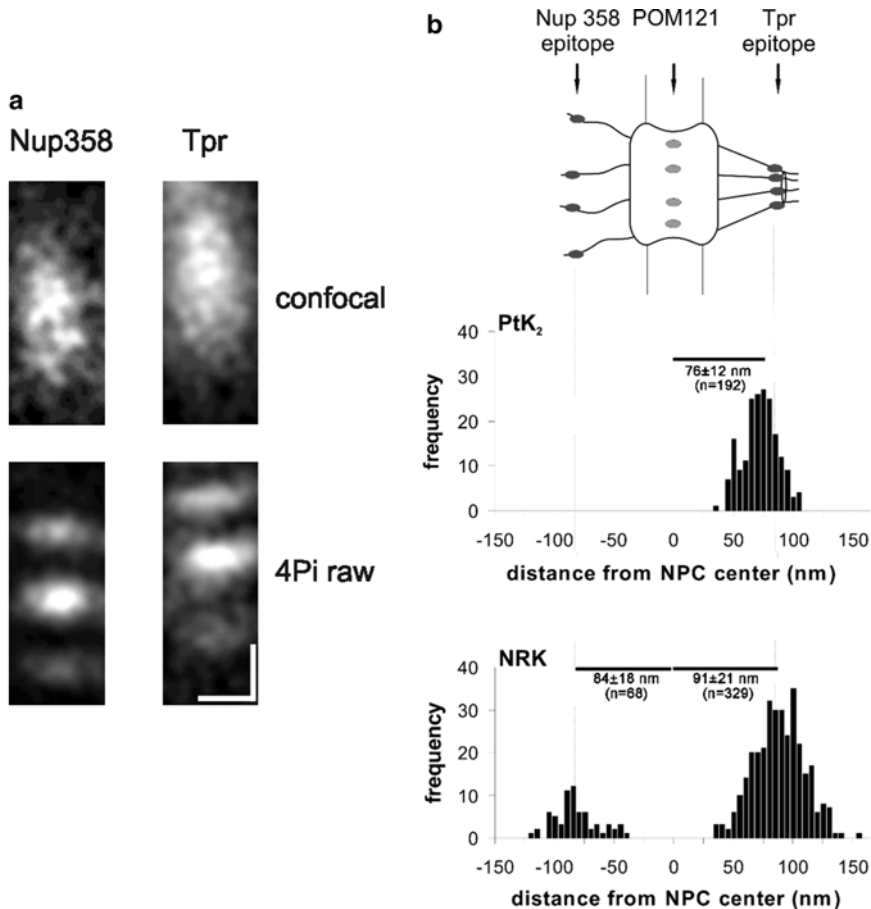 a
Nup358 Tpr
confocal
4Pi raw
b
Nup 358 POM121 Tpr
epitope epitope
PtK₂
40
30
20
10
0
frequency
76±12 nm
(n=192)
-150 -100 -50 0 50 100 150
distance from NPC center (nm)
NRK
40
30
20
10
0
frequency
84±18 nm 91±21 nm
(n=68) (n=329)
-150 -100 -50 0 50 100 150
distance from NPC center (nm)